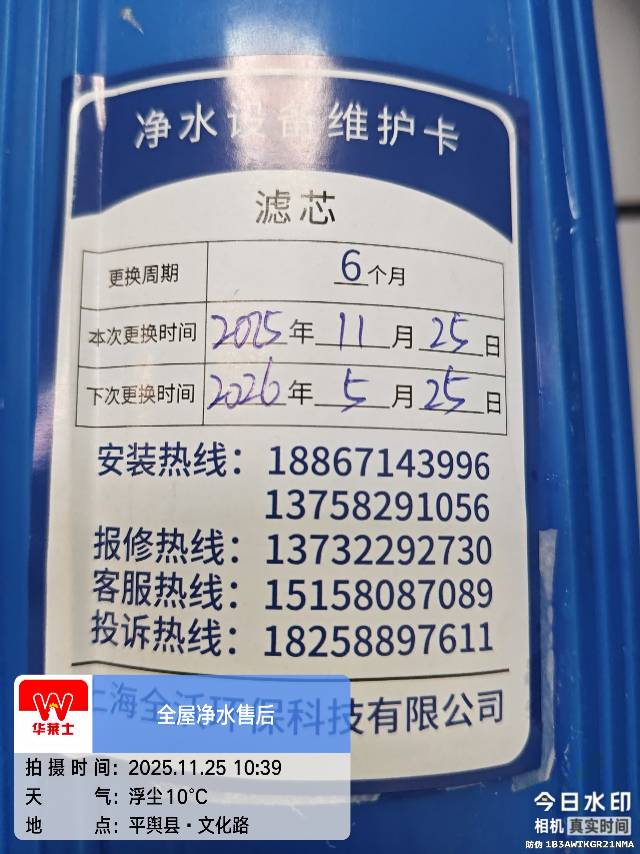 净水设备维护卡
滤芯
更换周期 6个月
本次更换时间 2025年11月25日
下次更换时间 2026年5月25日
安装热线：18867143996
13758291056
报修热线：13732292730
客服热线：15158087089
投诉热线：18258897611
上海全沃环保科技有限公司
华莱士
全屋净水售后
拍摄时间：2025.11.25 10:39
天气：浮尘10℃
地点：平舆县·文化路
今日水印
相机 真实时间
防伪 1B3AWTKGR21NMA